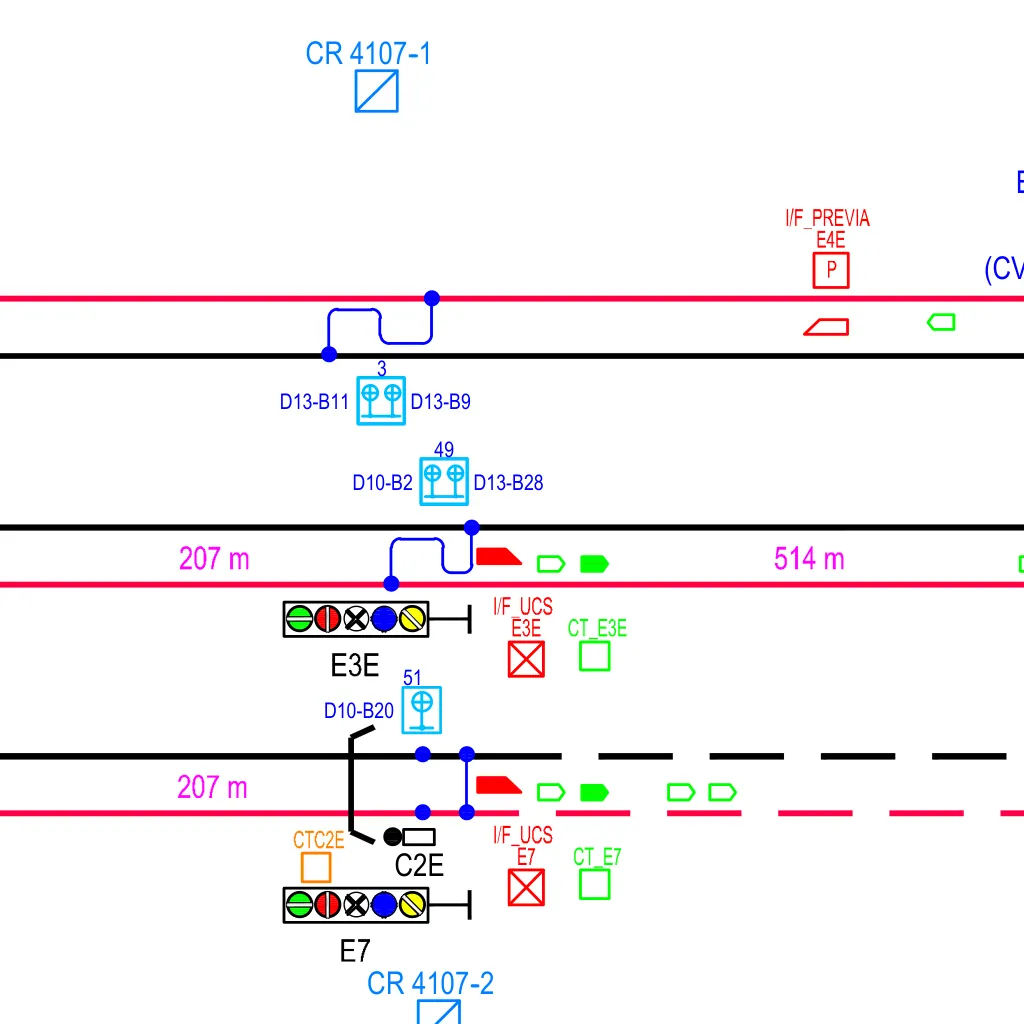 CR 4107-1
I/F_PREVIA
E4E
P
(CV
3
D13-B11
D13-B9
49
D10-B2
D13-B28
207 m
514 m
I/F_UCS
E3E
CT_E3E
E3E
51
D10-B20
207 m
CTC2E
C2E
I/F_UCS
E7
CT_E7
E7
CR 4107-2